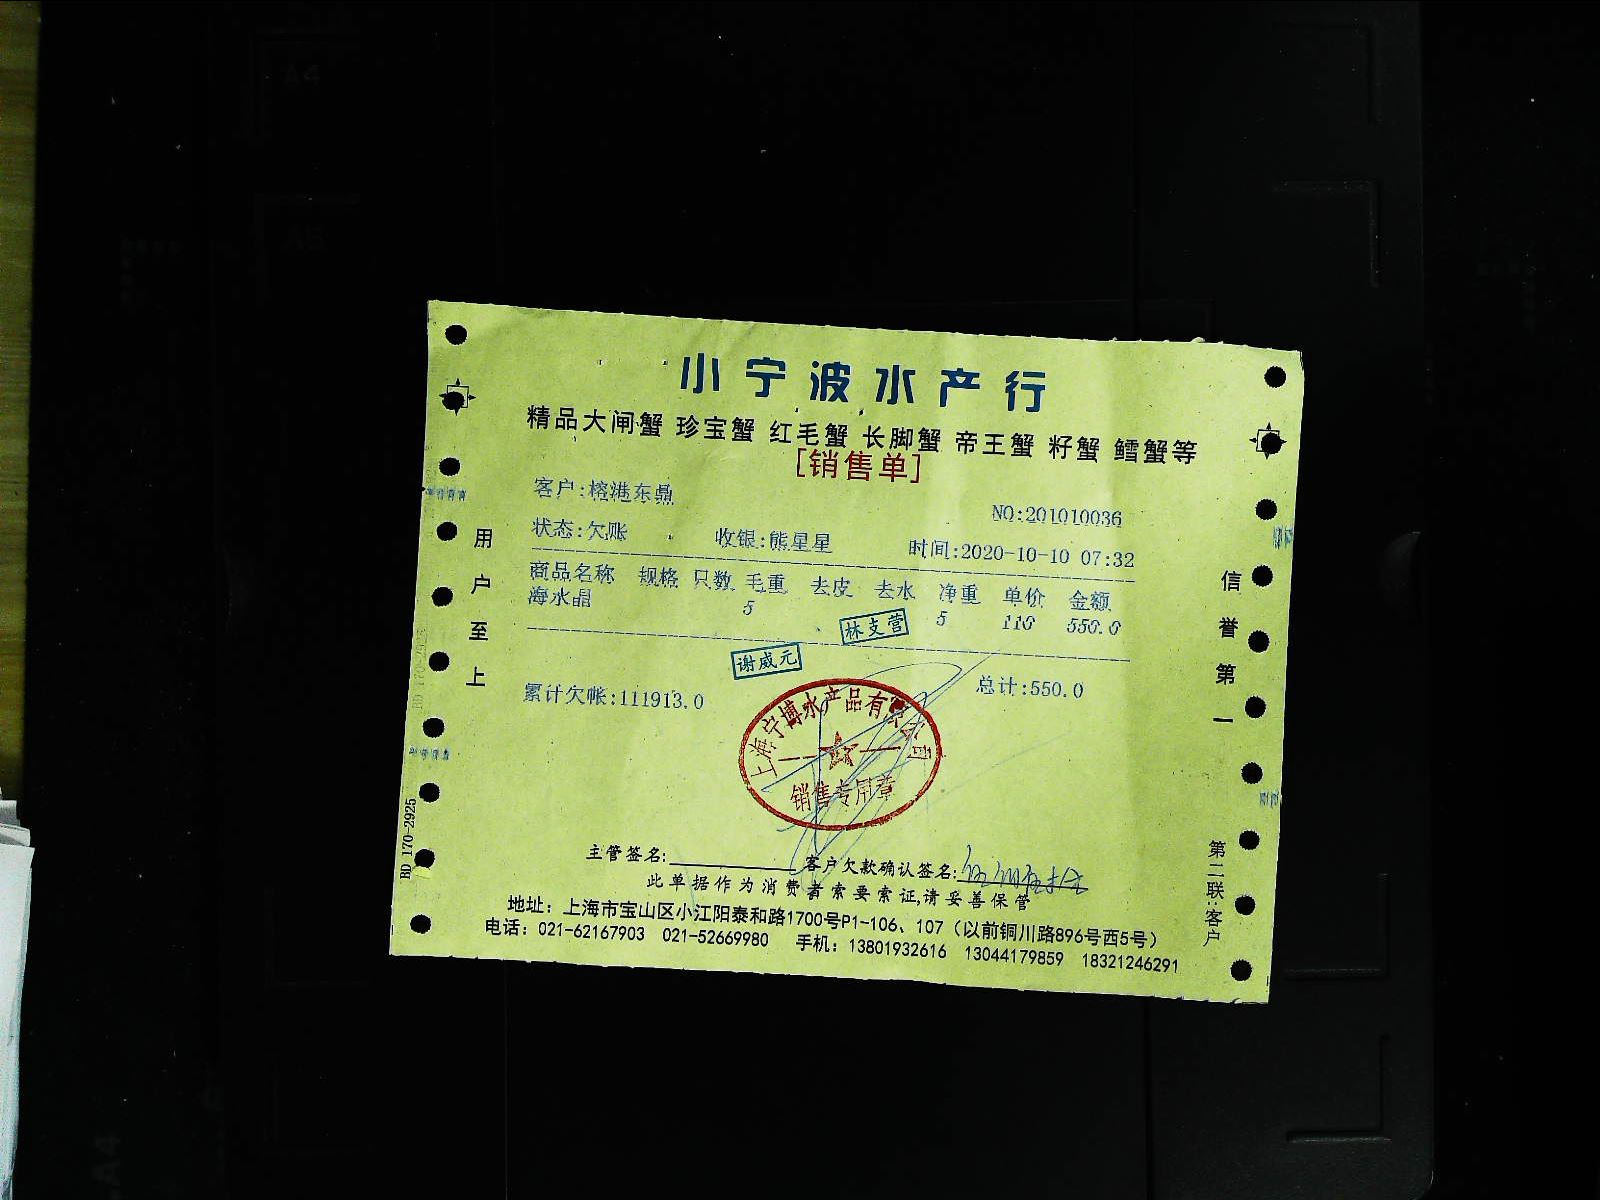 小宁波水产行
精品大闸蟹 珍宝蟹 红毛蟹 长脚蟹 帝王蟹 籽蟹 鳕蟹等
[销售单]
客户:榕港东鼎
NO:201010036
状态:欠账 收银:熊星星 时间:2020-10-10 07:32
商品名称 规格 只数 毛重 去皮 去水 净重 单价 金额
海水晶 5 5 110 550.0
林支营
谢威元
累计欠帐:111913.0 总计:550.0
上海宁博水产品有限公司
销售专用章
主管签名: 客户欠款确认签名:
此单据作为消费者索要索证,请妥善保管
地址：上海市宝山区小江阳泰和路1700号P1-106、107（以前铜川路896号西5号）
电话：021-62167903 021-52669980 手机：13801932616 13044179859 18321246291
用户至上
信誉第一
第二联:客户
BD 170-2925